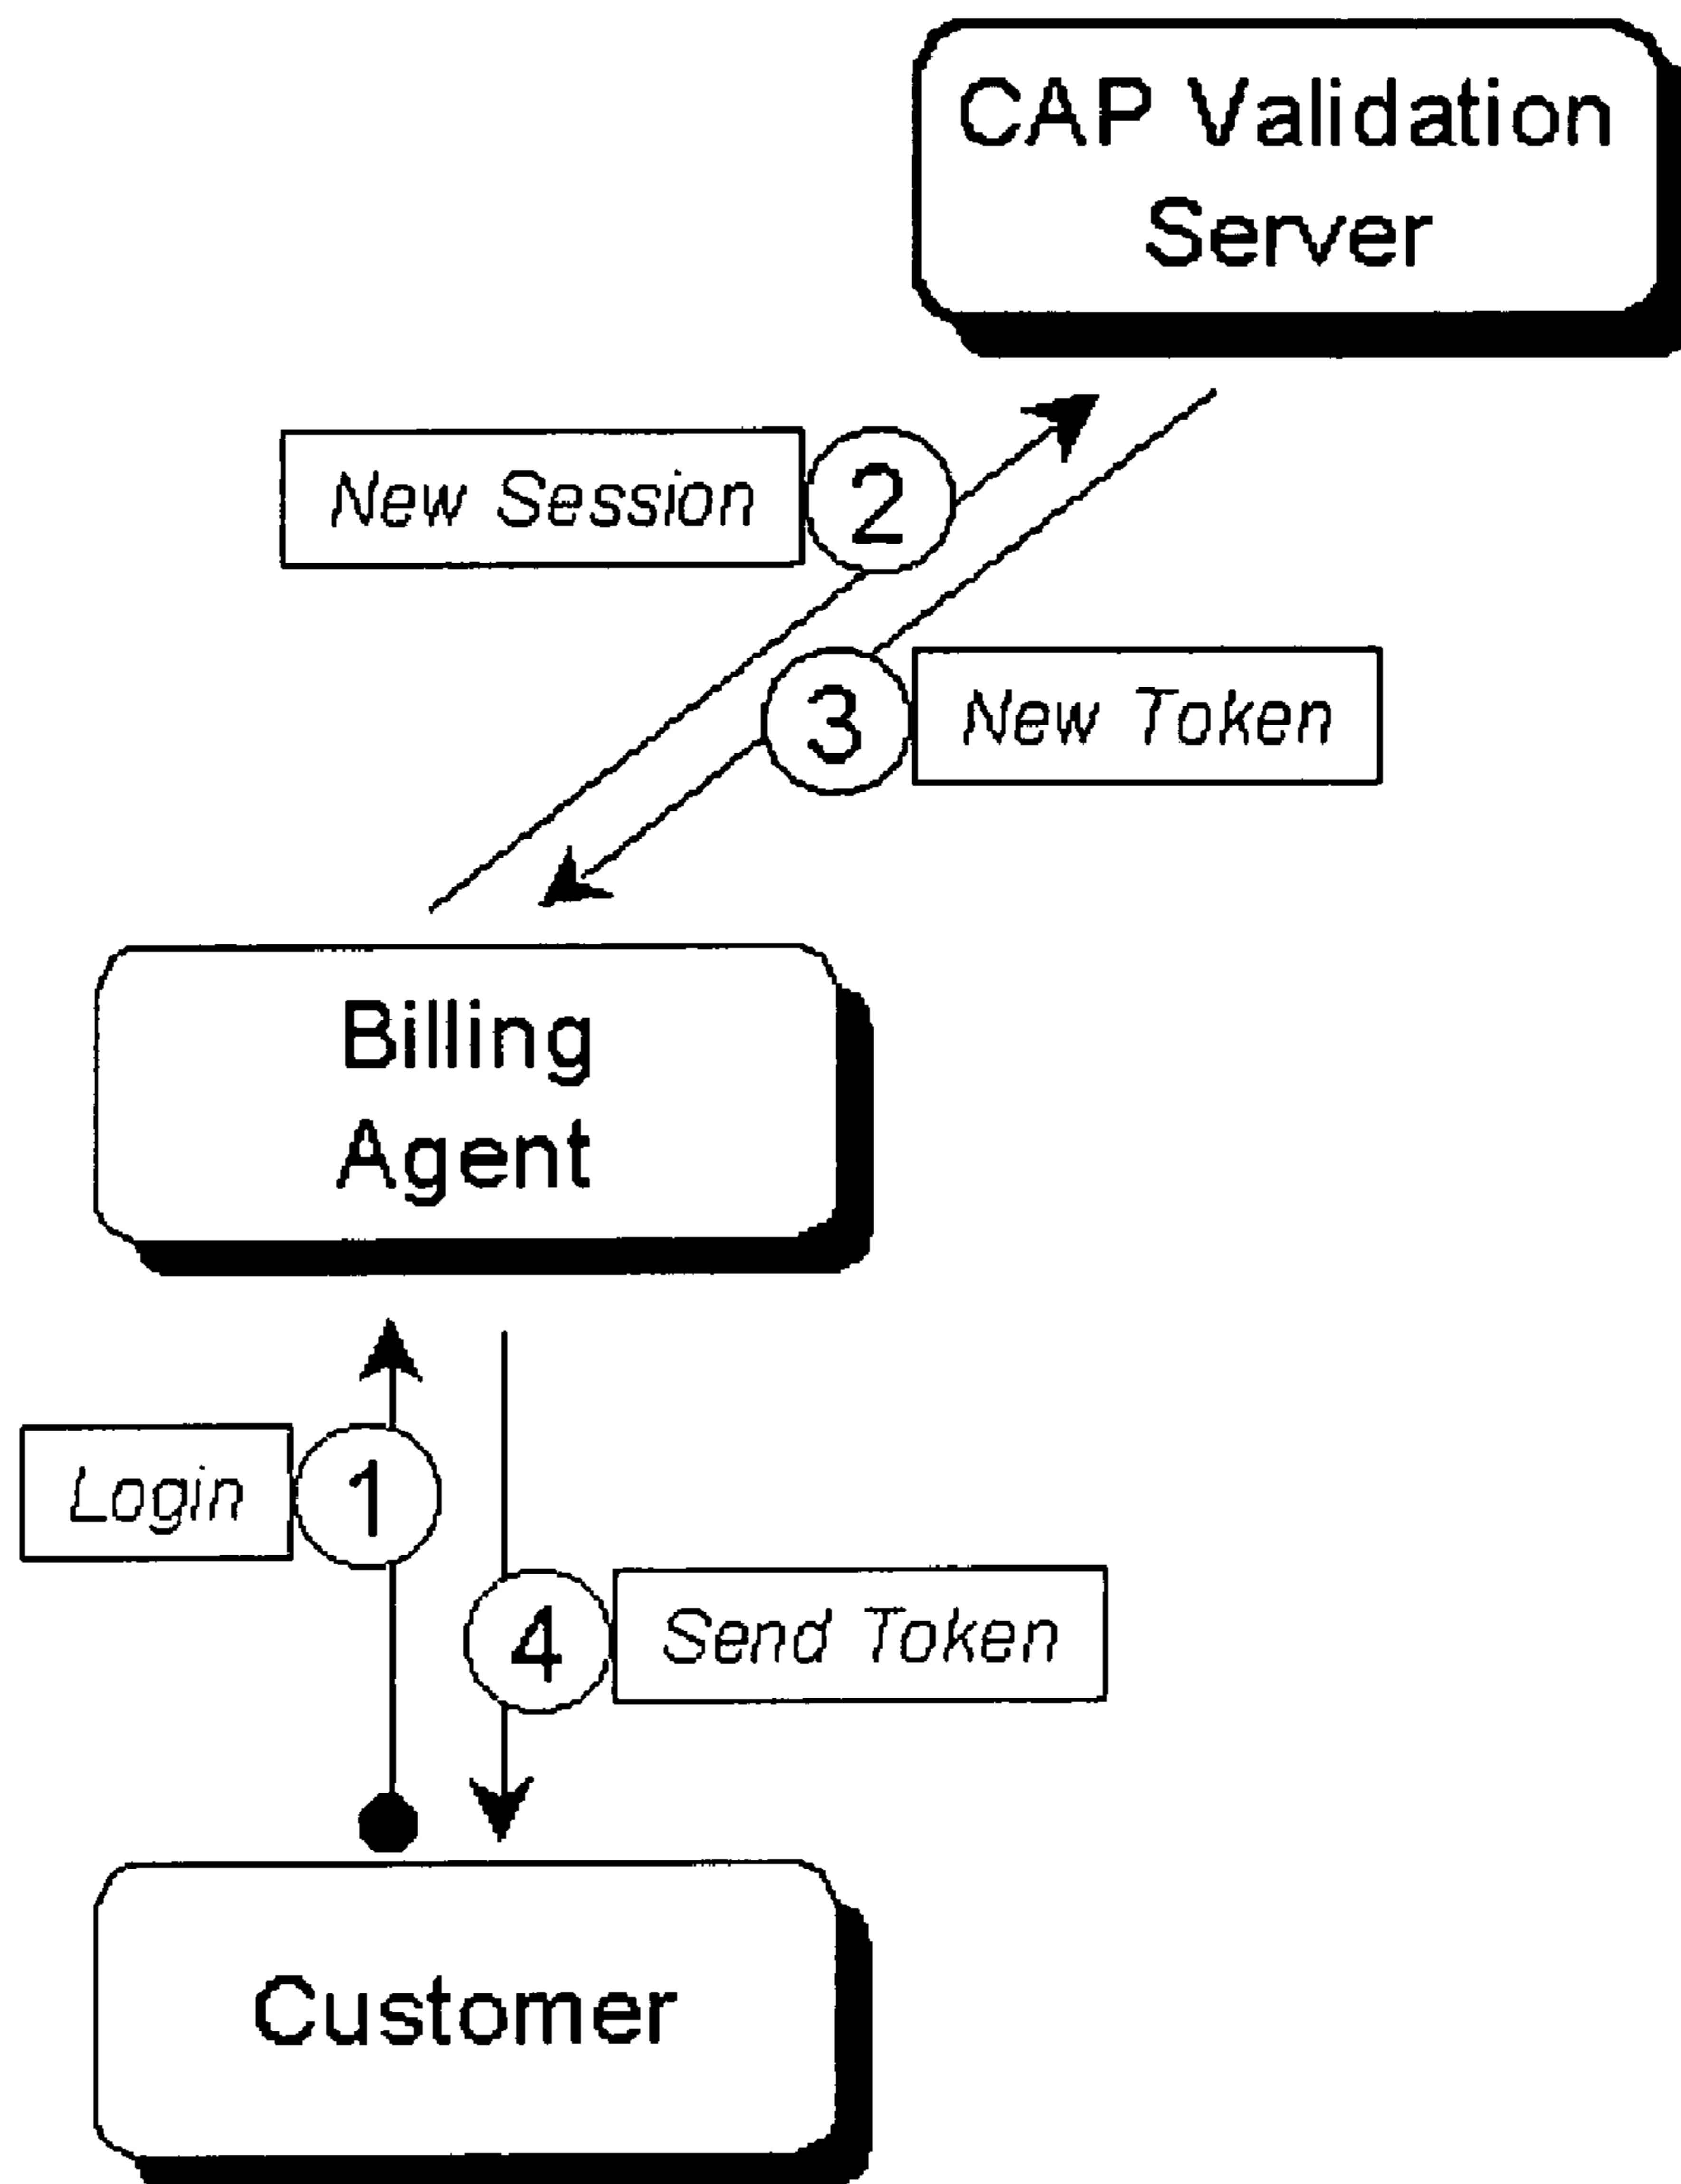 CAP Validation
Server
New Session
2
3
New Token
Billing
Agent
Login
1
4
Send Token
Customer